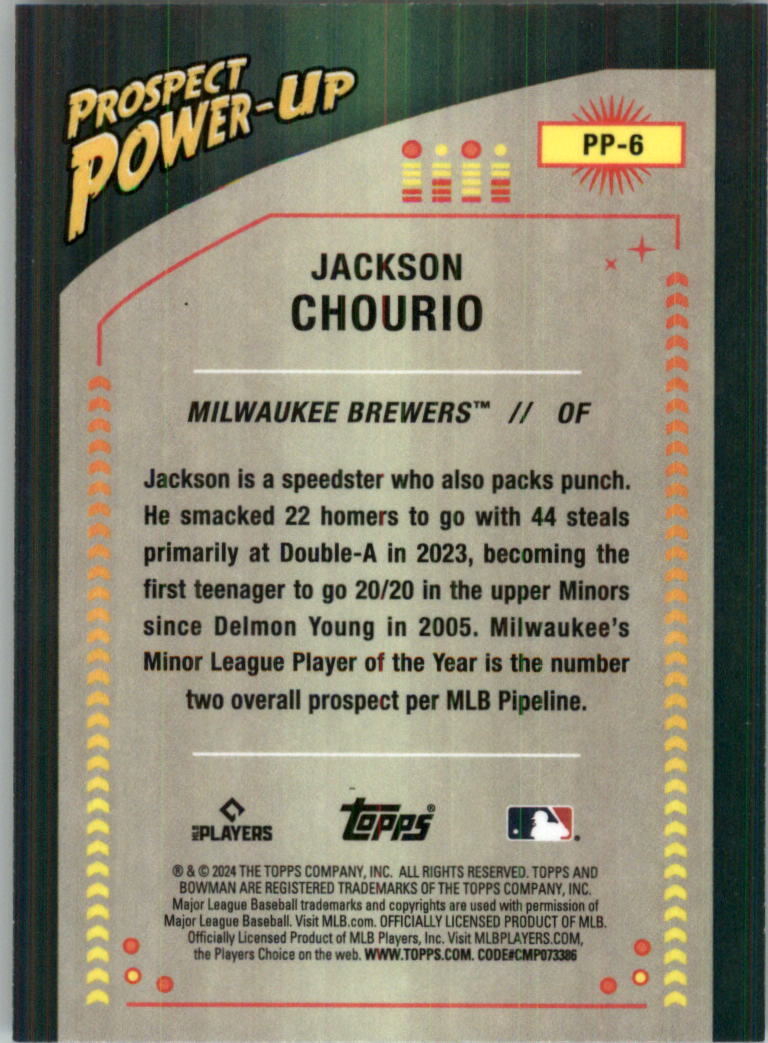 PROSPECT
POWER-UP
PP-6
JACKSON
CHOURIO
MILWAUKEE BREWERS™ // OF
Jackson is a speedster who also packs punch.
He smacked 22 homers to go with 44 steals
primarily at Double-A in 2023, becoming the
first teenager to go 20/20 in the upper Minors
since Delmon Young in 2005. Milwaukee's
Minor League Player of the Year is the number
two overall prospect per MLB Pipeline.
MLB PLAYERS
topps®
® & © 2024 THE TOPPS COMPANY, INC. ALL RIGHTS RESERVED. TOPPS AND
BOWMAN ARE REGISTERED TRADEMARKS OF THE TOPPS COMPANY, INC.
Major League Baseball trademarks and copyrights are used with permission of
Major League Baseball. Visit MLB.com. OFFICIALLY LICENSED PRODUCT OF MLB.
Officially Licensed Product of MLB Players, Inc. Visit MLBPLAYERS.COM,
the Players Choice on the web. WWW.TOPPS.COM. CODE#CMP073386